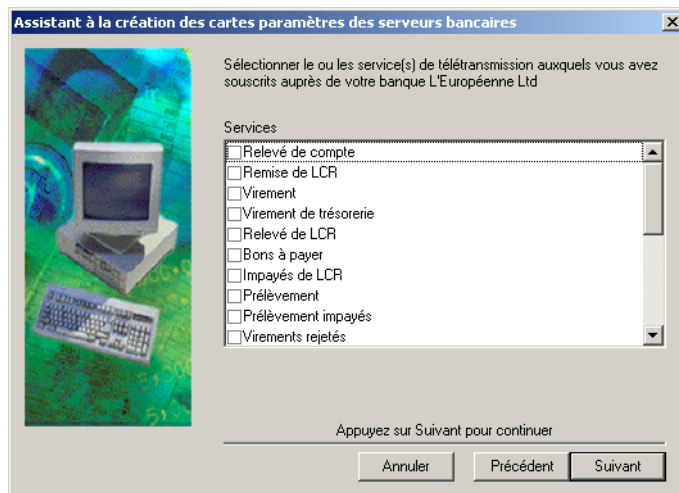 Assistant à la création des cartes paramètres des serveurs bancaires
Sélectionner le ou les service(s) de télétransmission auxquels vous avez
souscrits auprès de votre banque L'Européenne Ltd
Services
Relevé de compte
Remise de LCR
Virement
Virement de trésorerie
Relevé de LCR
Bons à payer
Impayés de LCR
Prélèvement
Prélèvement impayés
Virements rejetés
Appuyez sur Suivant pour continuer
Annuler Précédent Suivant